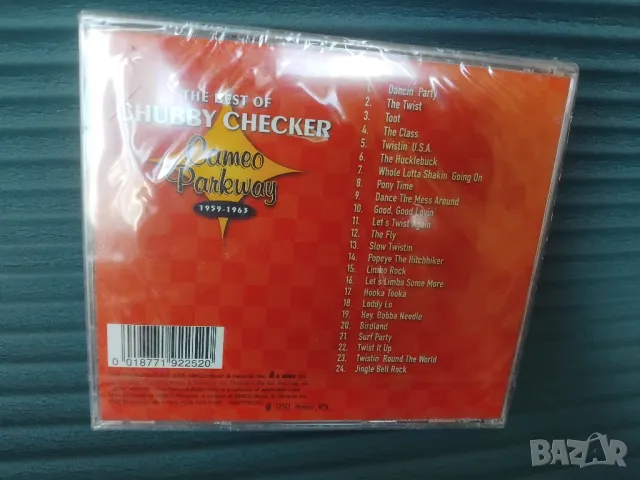 THE BEST OF
CHUBBY CHECKER
Cameo
Parkway
1959-1963
1. Dancin' Party
2. The Twist
3. Toot
4. The Class
5. Twistin' U.S.A.
6. The Hucklebuck
7. Whole Lotta Shakin' Going On
8. Pony Time
9. Dance The Mess Around
10. Good, Good Lovin'
11. Let's Twist Again
12. The Fly
13. Slow Twistin'
14. Popeye The Hitchhiker
15. Limbo Rock
16. Let's Limbo Some More
17. Hooka Tooka
18. Loddy Lo
19. Hey, Bobba Needle
20. Birdland
21. Surf Party
22. Twist It Up
23. Twistin' Round The World
24. Jingle Bell Rock
0 018771 922520
BAZAR
bg